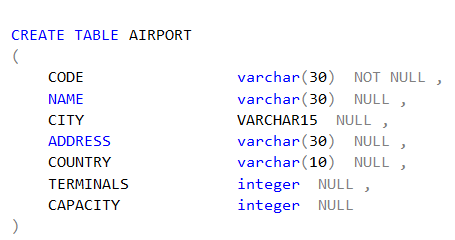 CREATE TABLE AIRPORT
(
CODE varchar(30) NOT NULL ,
NAME varchar(30) NULL ,
CITY VARCHAR15 NULL ,
ADDRESS varchar(30) NULL ,
COUNTRY varchar(10) NULL ,
TERMINALS integer NULL ,
CAPACITY integer NULL
)